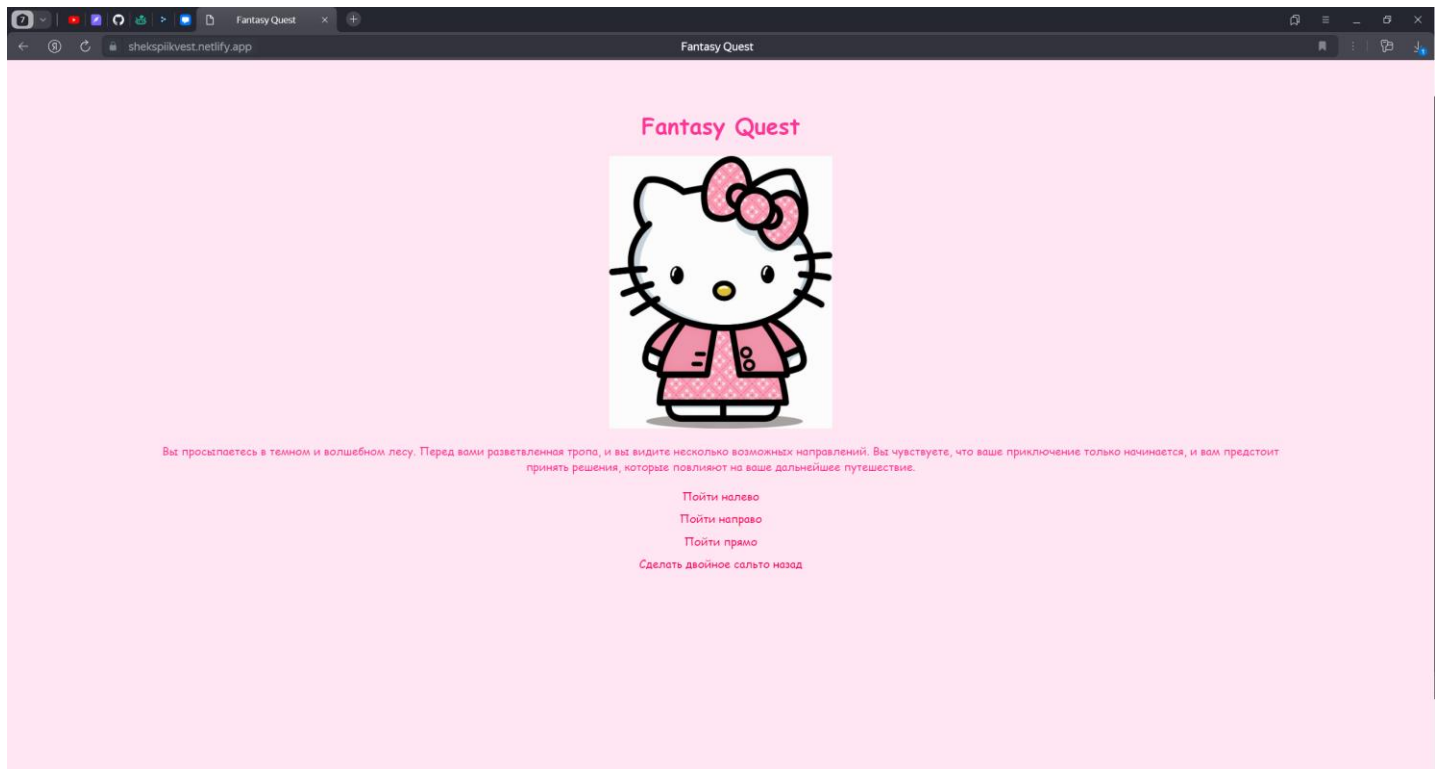 7
Fantasy Quest
shekspiikvest.netlify.app
Fantasy Quest
1
Fantasy Quest
Вы просыпаетесь в темном и волшебном лесу. Перед вами разветвленная тропа, и вы видите несколько возможных направлений. Вы чувствуете, что ваше приключение только начинается, и вам предстоит
принять решения, которые повлияют на ваше дальнейшее путешествие.
Пойти налево
Пойти направо
Пойти прямо
Сделать двойное сальто назад